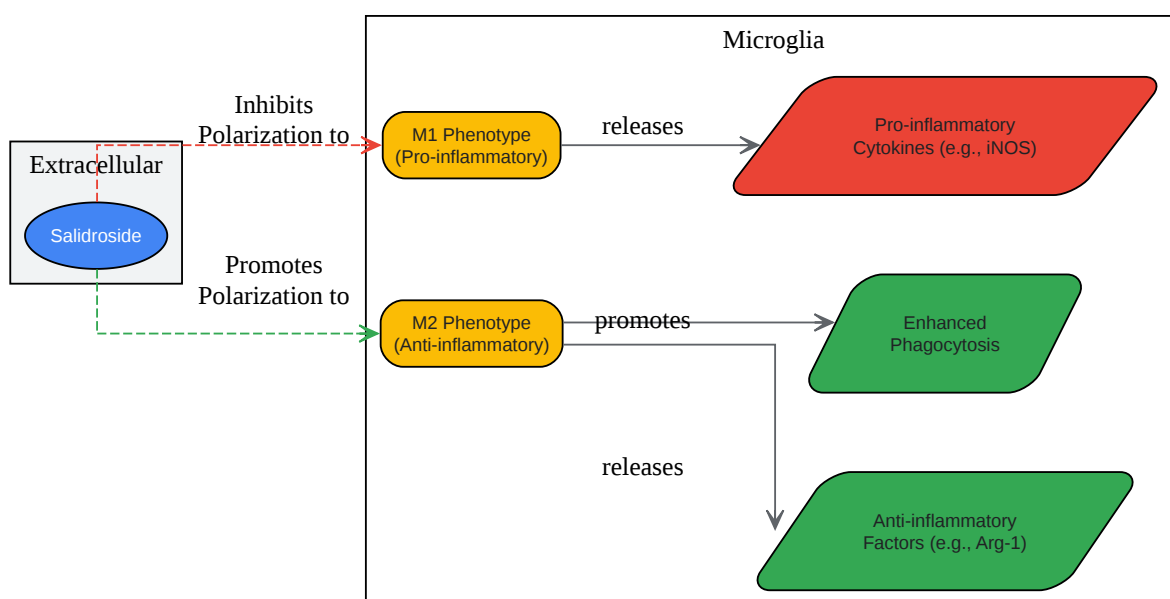 Microglia
Inhibits
Polarization to
M1 Phenotype
(Pro-inflammatory)
releases
Pro-inflammatory
Cytokines (e.g., iNOS)
Extracellular
Salidroside
Promotes
Polarization to
M2 Phenotype
(Anti-inflammatory)
promotes
Enhanced
Phagocytosis
releases
Anti-inflammatory
Factors (e.g., Arg-1)